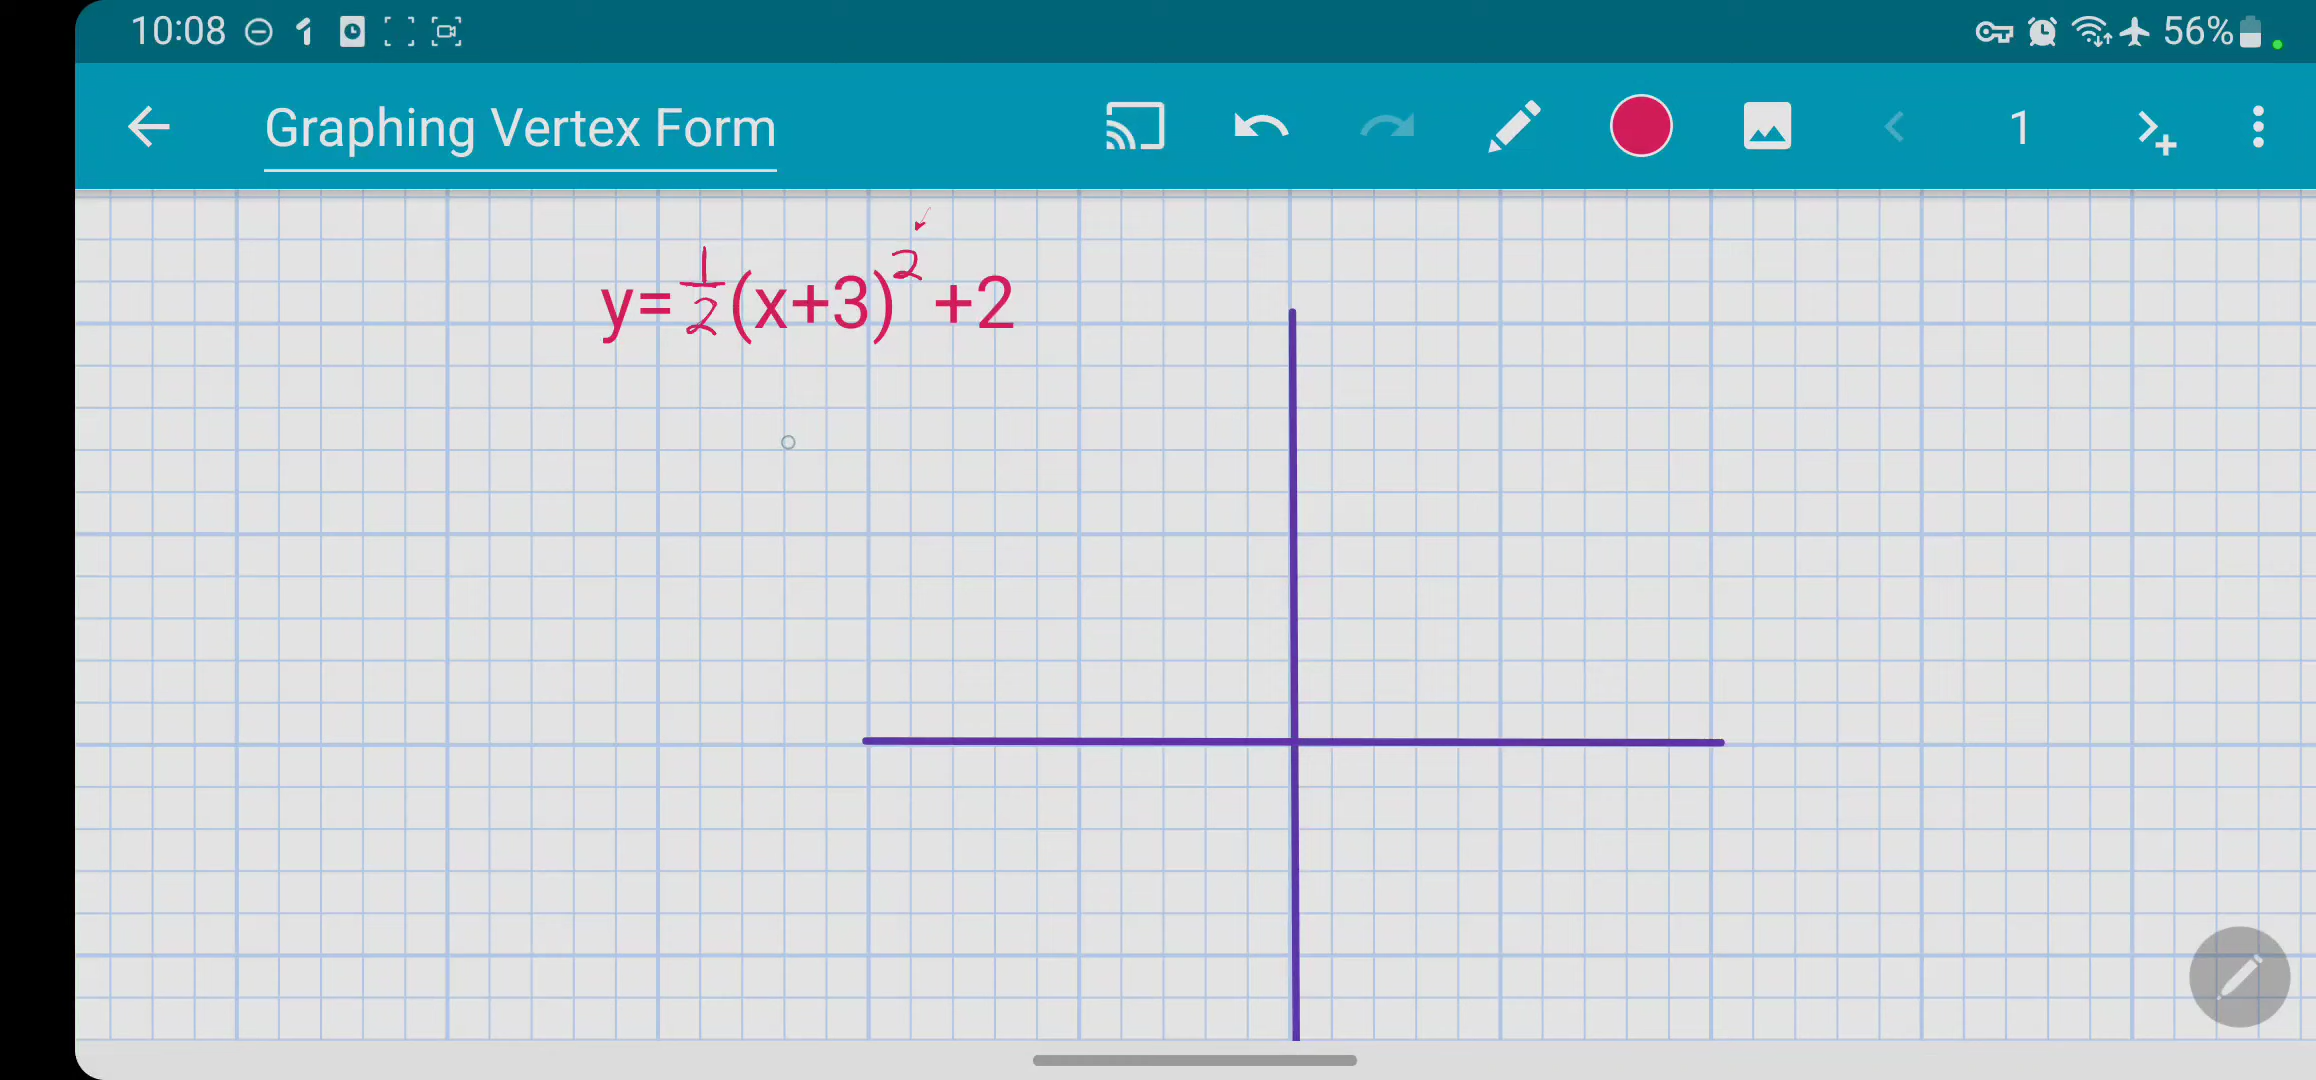 10:08
56%
Graphing Vertex Form
1
y=1/2(x+3)² +2